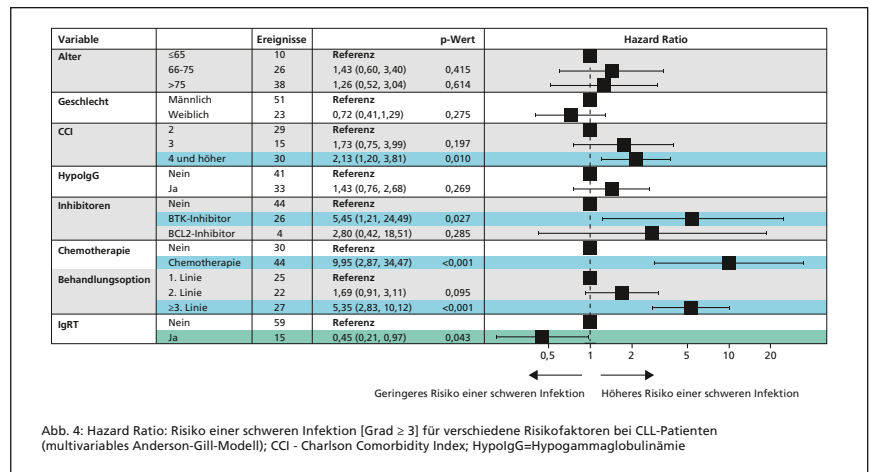 Variable Ereignisse p-Wert Hazard Ratio
Alter ≤65 10 Referenz
66-75 26 1,43 (0,60, 3,40) 0,415
>75 38 1,26 (0,52, 3,04) 0,614
Geschlecht Männlich 51 Referenz
Weiblich 23 0,72 (0,41,1,29) 0,275
CCI 2 29 Referenz
3 15 1,73 (0,75, 3,99) 0,197
4 und höher 30 2,13 (1,20, 3,81) 0,010
HypoIgG Nein 41 Referenz
Ja 33 1,43 (0,76, 2,68) 0,269
Inhibitoren Nein 44 Referenz
BTK-Inhibitor 26 5,45 (1,21, 24,49) 0,027
BCL2-Inhibitor 4 2,80 (0,42, 18,51) 0,285
Chemotherapie Nein 30 Referenz
Chemotherapie 44 9,95 (2,87, 34,47) <0,001
Behandlungsoption 1. Linie 25 Referenz
2. Linie 22 1,69 (0,91, 3,11) 0,095
≥3. Linie 27 5,35 (2,83, 10,12) <0,001
IgRT Nein 59 Referenz
Ja 15 0,45 (0,21, 0,97) 0,043
0,5 1 2 5 10 20
Geringeres Risiko einer schweren Infektion Höheres Risiko einer schweren Infektion
Abb. 4: Hazard Ratio: Risiko einer schweren Infektion [Grad ≥ 3] für verschiedene Risikofaktoren bei CLL-Patienten
(multivariables Anderson-Gill-Modell); CCI - Charlson Comorbidity Index; HypoIgG=Hypogammaglobulinämie